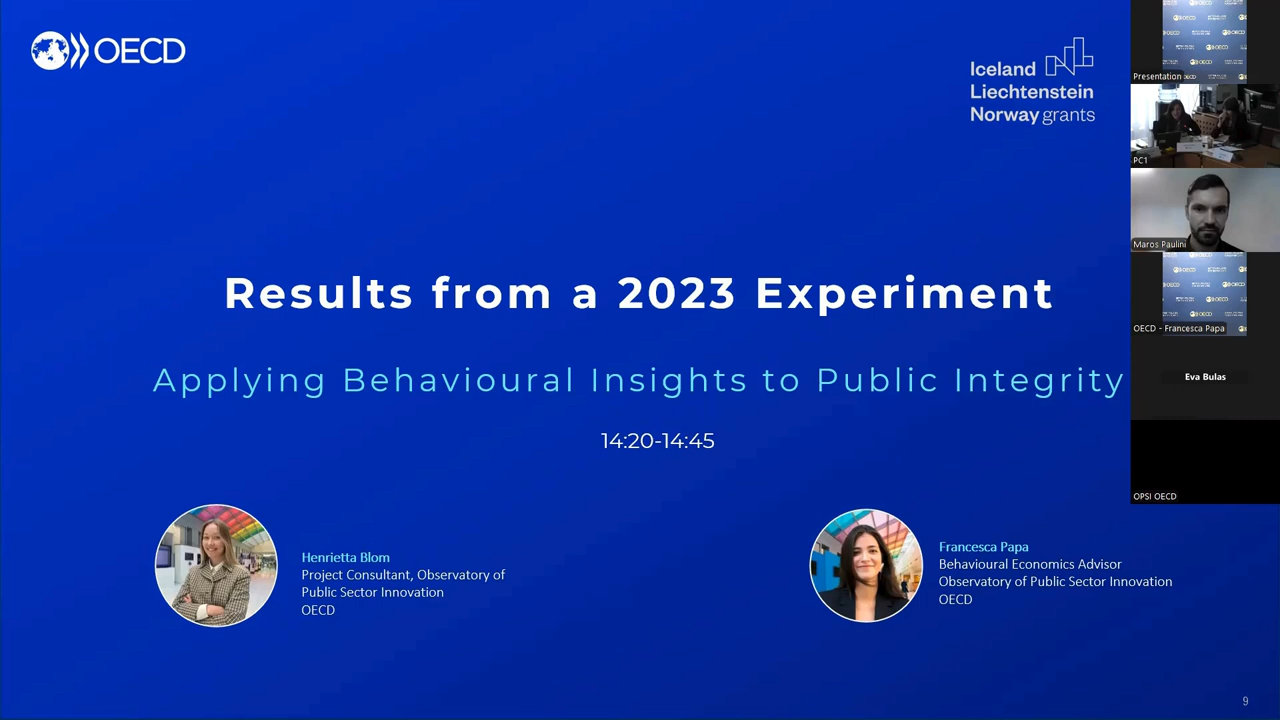 OECD
Iceland
Liechtenstein
Norway grants
Results from a 2023 Experiment
Applying Behavioural Insights to Public Integrity
14:20-14:45
Henrietta Blom
Project Consultant, Observatory of
Public Sector Innovation
OECD
Francesca Papa
Behavioural Economics Advisor
Observatory of Public Sector Innovation
OECD
9
Presentation
PC1
Maros Paulini
OECD - Francesca Papa
Eva Bulas
OPSI OECD